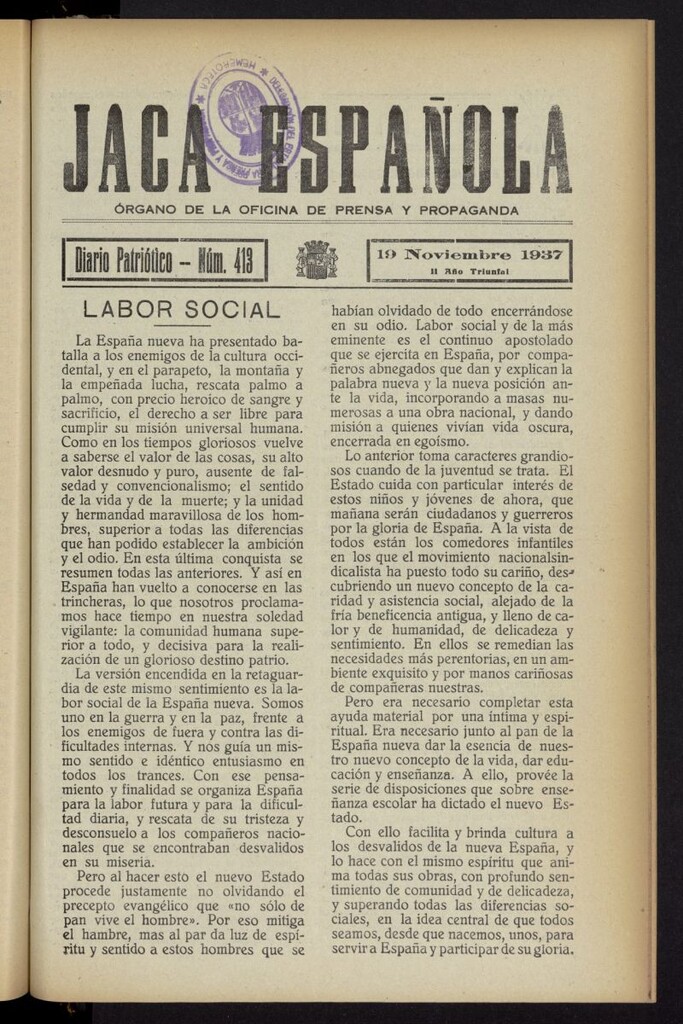 JACA ESPAÑOLA
ÓRGANO DE LA OFICINA DE PRENSA Y PROPAGANDA
Diario Patriótico — Núm. 413
19 Noviembre 1937
II Año Triunfal
LABOR SOCIAL
La España nueva ha presentado ba-
talla a los enemigos de la cultura occi-
dental, y en el parapeto, la montaña y
la empeñada lucha, rescata palmo a
palmo, con precio heroico de sangre y
sacrificio, el derecho a ser libre para
cumplir su misión universal humana.
Como en los tiempos gloriosos vuelve
a saberse el valor de las cosas, su alto
valor desnudo y puro, ausente de fal-
sedad y convencionalismo; el sentido
de la vida y de la muerte; y la unidad
y hermandad maravillosa de los hom-
bres, superior a todas las diferencias
que han podido establecer la ambición
y el odio. En esta última conquista se
resumen todas las anteriores. Y así en
España han vuelto a conocerse en las
trincheras, lo que nosotros proclama-
mos hace tiempo en nuestra soledad
vigilante: la comunidad humana supe-
rior a todo, y decisiva para la reali-
zación de un glorioso destino patrio.
La versión encendida en la retaguar-
dia de este mismo sentimiento es la la-
bor social de la España nueva. Somos
uno en la guerra y en la paz, frente a
los enemigos de fuera y contra las di-
ficultades internas. Y nos guía un mis-
mo sentido e idéntico entusiasmo en
todos los trances. Con ese pensa-
miento y finalidad se organiza España
para la labor futura y para la dificul-
tad diaria, y rescata de su tristeza y
desconsuelo a los compañeros nacio-
nales que se encontraban desvalidos
en su miseria.
Pero al hacer esto el nuevo Estado
procede justamente no olvidando el
precepto evangélico que «no sólo de
pan vive el hombre». Por eso mitiga
el hambre, mas al par da luz de espí-
ritu y sentido a estos hombres que se
habían olvidado de todo encerrándose
en su odio. Labor social y de la más
eminente es el continuo apostolado
que se ejercita en España, por compa-
ñeros abnegados que dan y explican la
palabra nueva y la nueva posición an-
te la vida, incorporando a masas nu-
merosas a una obra nacional, y dando
misión a quienes vivían vida oscura,
encerrada en egoísmo.
Lo anterior toma caracteres grandio-
sos cuando de la juventud se trata. El
Estado cuida con particular interés de
estos niños y jóvenes de ahora, que
mañana serán ciudadanos y guerreros
por la gloria de España. A la vista de
todos están los comedores infantiles
en los que el movimiento nacionalsin-
dicalista ha puesto todo su cariño, des-
cubriendo un nuevo concepto de la ca-
ridad y asistencia social, alejado de la
fría beneficencia antigua, y lleno de ca-
lor y de humanidad, de delicadeza y
sentimiento. En ellos se remedian las
necesidades más perentorias, en un am-
biente exquisito y por manos cariñosas
de compañeras nuestras.
Pero era necesario completar esta
ayuda material por una íntima y espi-
ritual. Era necesario junto al pan de la
España nueva dar la esencia de nues-
tro nuevo concepto de la vida, dar edu-
cación y enseñanza. A ello, provée la
serie de disposiciones que sobre ense-
ñanza escolar ha dictado el nuevo Es-
tado.
Con ello facilita y brinda cultura a
los desvalidos de la nueva España, y
lo hace con el mismo espíritu que ani-
ma todas sus obras, con profundo sen-
timiento de comunidad y de delicadeza,
y superando todas las diferencias so-
ciales, en la idea central de que todos
seamos, desde que nacemos, unos, para
servir a España y participar de su gloria.
HEMEROTECA